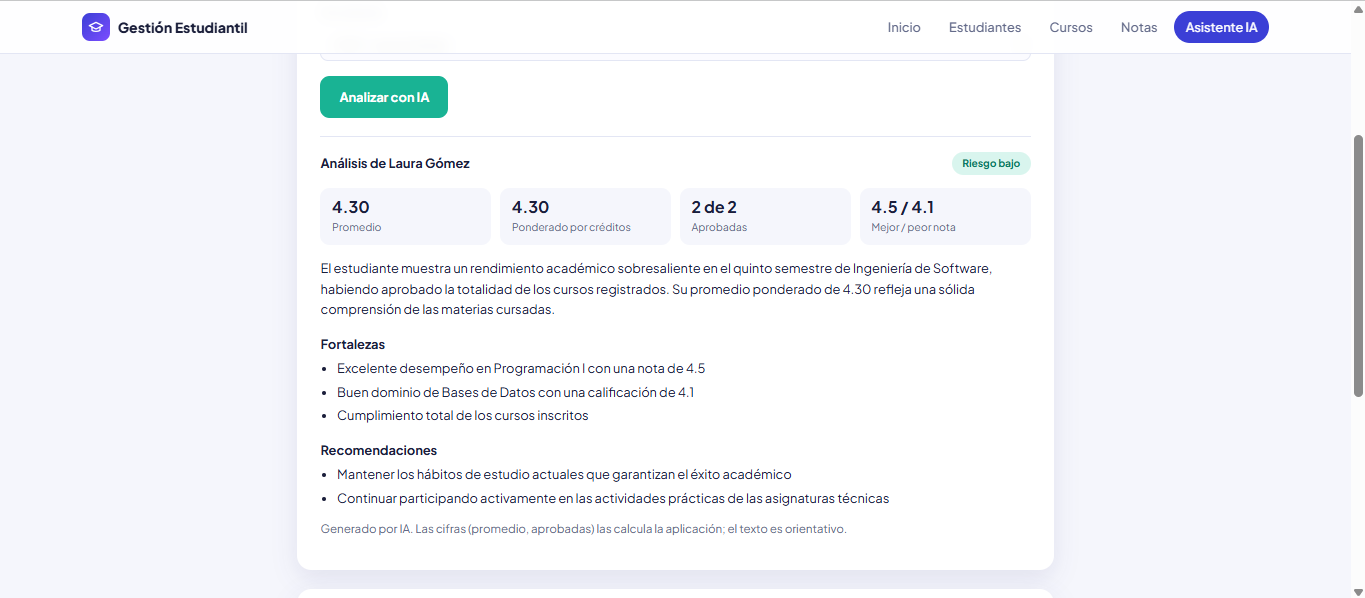 Gestión Estudiantil
Inicio
Estudiantes
Cursos
Notas
Asistente IA
Analizar con IA
Análisis de Laura Gómez
Riesgo bajo
4.30
Promedio
4.30
Ponderado por créditos
2 de 2
Aprobadas
4.5 / 4.1
Mejor / peor nota
El estudiante muestra un rendimiento académico sobresaliente en el quinto semestre de Ingeniería de Software,
habiendo aprobado la totalidad de los cursos registrados. Su promedio ponderado de 4.30 refleja una sólida
comprensión de las materias cursadas.
Fortalezas
• Excelente desempeño en Programación I con una nota de 4.5
• Buen dominio de Bases de Datos con una calificación de 4.1
• Cumplimiento total de los cursos inscritos
Recomendaciones
• Mantener los hábitos de estudio actuales que garantizan el éxito académico
• Continuar participando activamente en las actividades prácticas de las asignaturas técnicas
Generado por IA. Las cifras (promedio, aprobadas) las calcula la aplicación; el texto es orientativo.